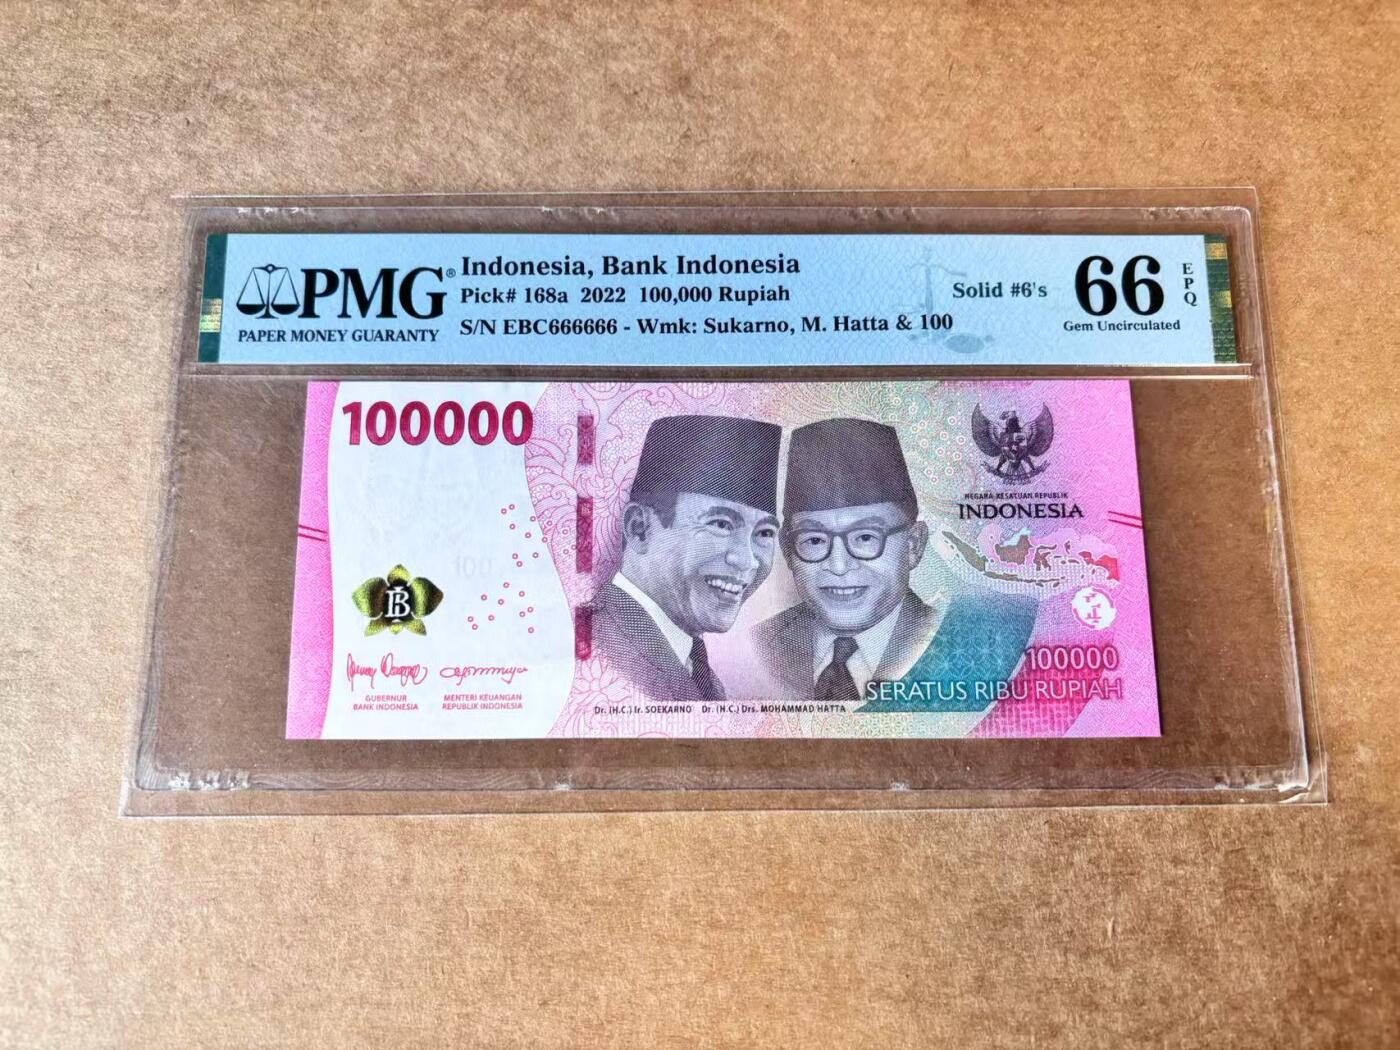 PMG®
PAPER MONEY GUARANTY
Indonesia, Bank Indonesia
Pick# 168a 2022 100,000 Rupiah
S/N EBC666666 - Wmk: Sukarno, M. Hatta & 100
Solid #6's
66
Gem Uncirculated
EPQ
100000
NEGARA KESATUAN REPUBLIK
INDONESIA
100
B
GUBERNUR
BANK INDONESIA
MENTERI KEUANGAN
REPUBLIK INDONESIA
Dr. (H.C.) Ir. SOEKARNO Dr. (H.C.) Drs. MOHAMMAD HATTA
100000
SERATUS RIBU RUPIAH